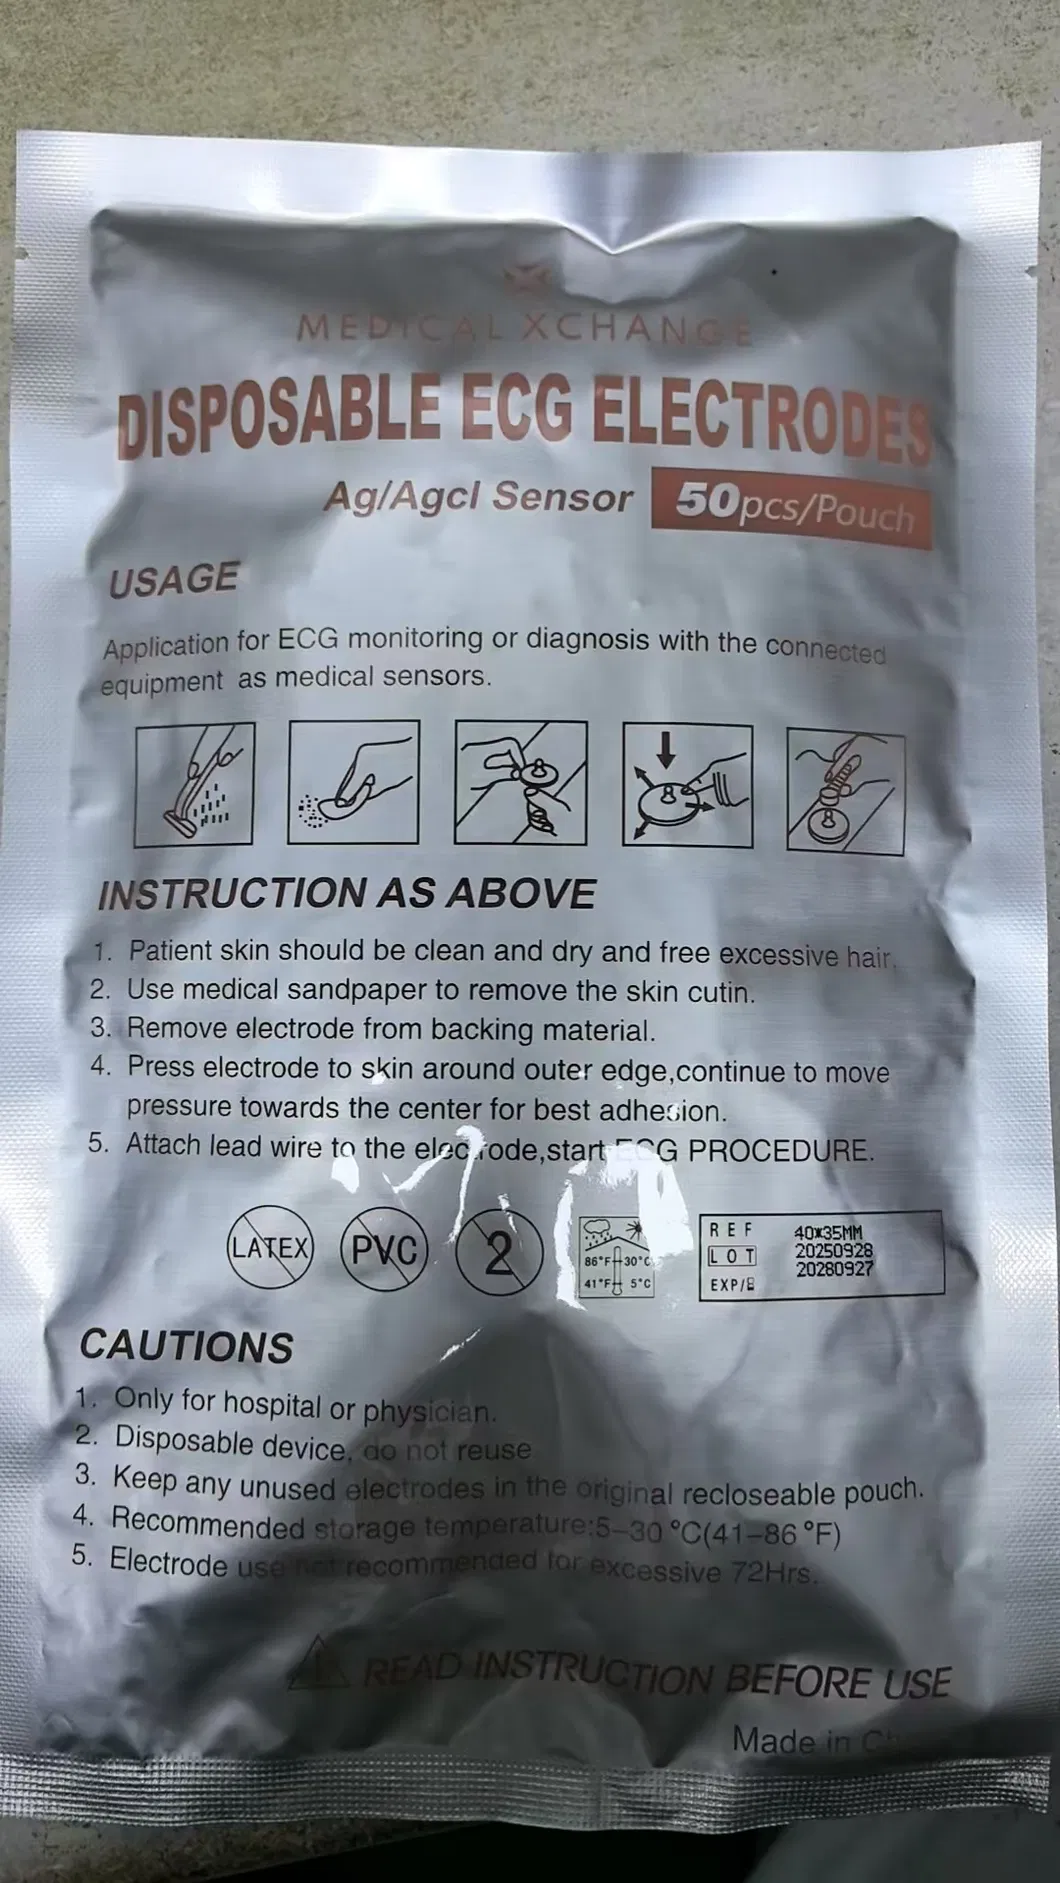 MEDICAL XCHANGE
DISPOSABLE ECG ELECTRODES
Ag/Agcl Sensor 50pcs/Pouch
USAGE
Application for ECG monitoring or diagnosis with the connected
equipment as medical sensors.
INSTRUCTION AS ABOVE
1. Patient skin should be clean and dry and free excessive hair.
2. Use medical sandpaper to remove the skin cutin.
3. Remove electrode from backing material.
4. Press electrode to skin around outer edge,continue to move
pressure towards the center for best adhesion.
5. Attach lead wire to the electrode,start ECG PROCEDURE.
LATEX PVC 2
86°F 30°C
41°F 5°C
REF 40*35MM
LOT 20250928
EXP/ 20280927
CAUTIONS
1. Only for hospital or physician.
2. Disposable device, do not reuse
3. Keep any unused electrodes in the original recloseable pouch.
4. Recommended storage temperature:5-30 °C(41-86 °F)
5. Electrode use not recommended for excessive 72Hrs.
READ INSTRUCTION BEFORE USE
Made in